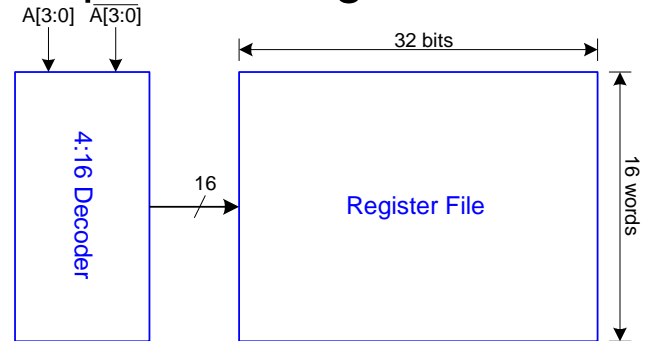 A[3:0] A[3:0]
32 bits
4:16 Decoder
16
Register File
16 words